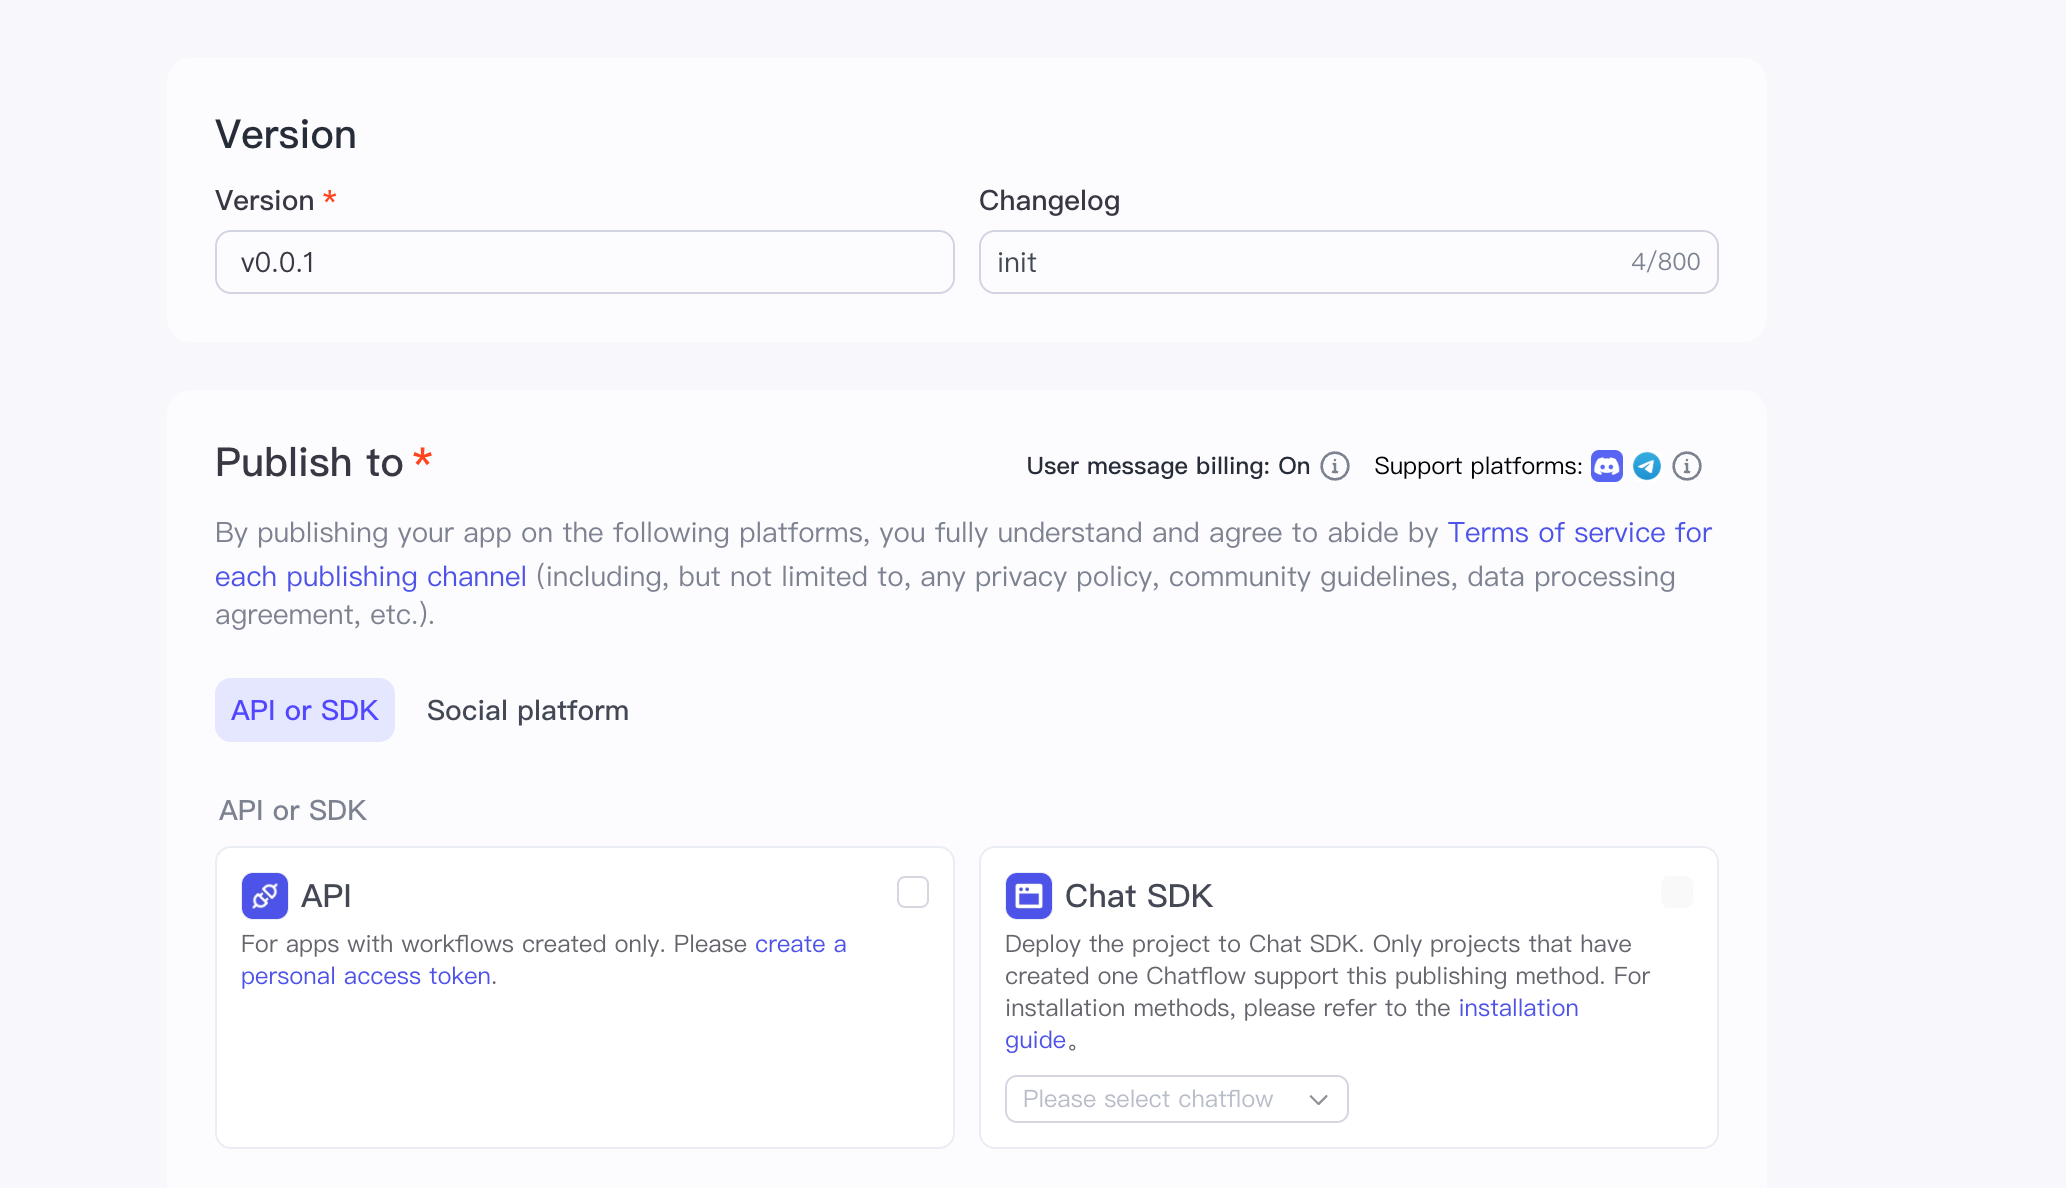 Version
Version *
Changelog
v0.0.1
init
4/800
Publish to *
User message billing: On
Support platforms:
By publishing your app on the following platforms, you fully understand and agree to abide by Terms of service for
each publishing channel (including, but not limited to, any privacy policy, community guidelines, data processing
agreement, etc.).
API or SDK
Social platform
API or SDK
API
For apps with workflows created only. Please create a
personal access token.
Chat SDK
Deploy the project to Chat SDK. Only projects that have
created one Chatflow support this publishing method. For
installation methods, please refer to the installation
guide。
Please select chatflow